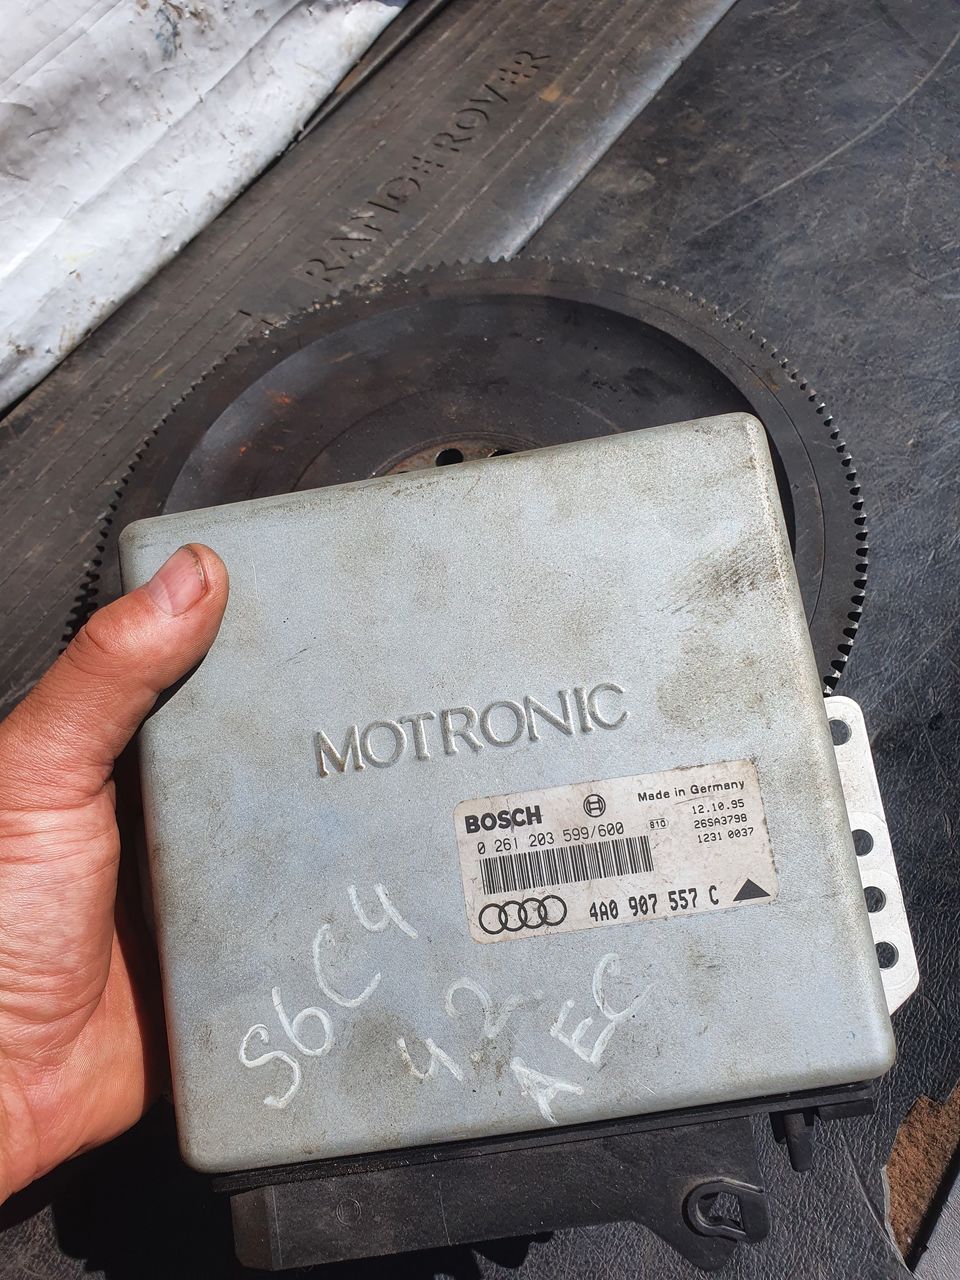 RANGE ROVER
MOTRONIC
BOSCH
Made in Germany
0 261 203 599/600
810
12.10.95
26SA3798
1231 0037
4A0 907 557 C
S6C4
4.2
AEC